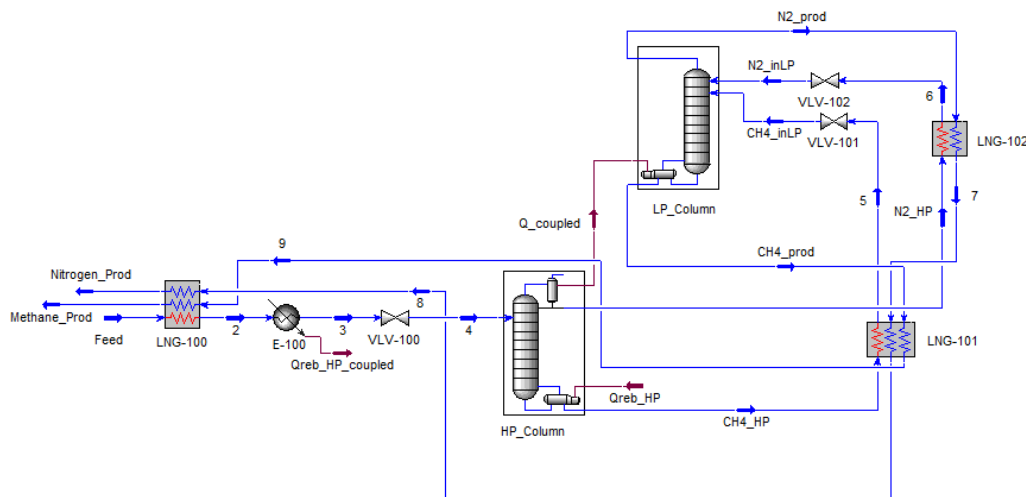 N2_prod
N2_inLP
VLV-102
6
CH4_inLP
VLV-101
LNG-102
5
N2_HP
7
LP_Column
Q_coupled
9
CH4_prod
Nitrogen_Prod
8
Methane_Prod
Feed
LNG-100
2
E-100
3
VLV-100
4
Qreb_HP_coupled
LNG-101
Qreb_HP
HP_Column
CH4_HP